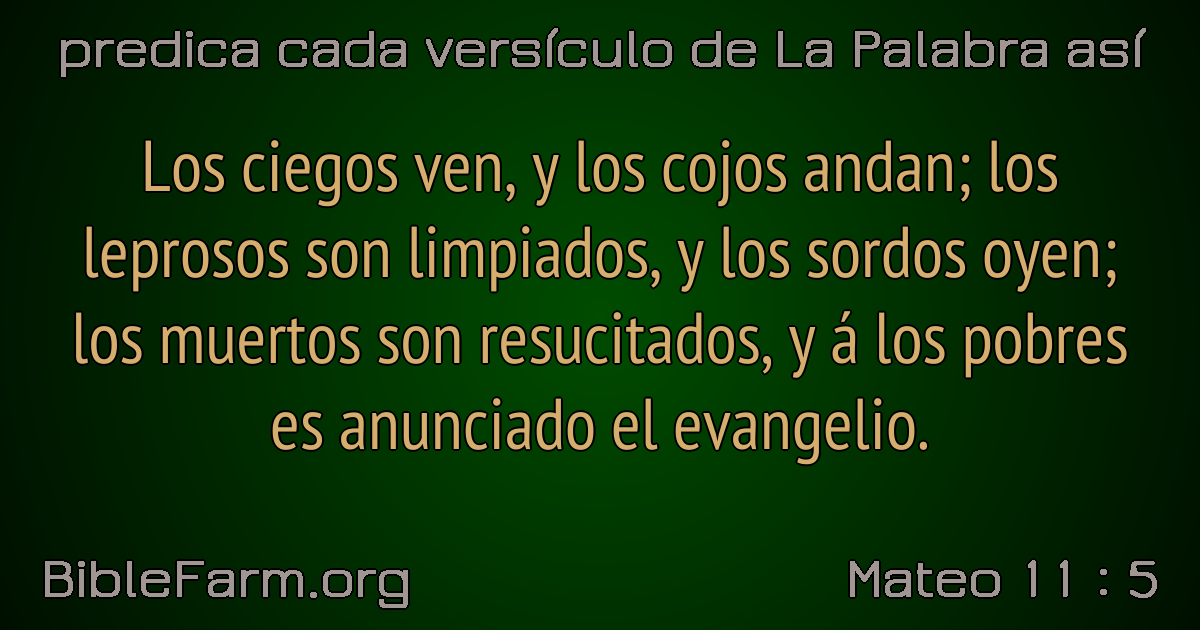 predica cada versículo de La Palabra así
Los ciegos ven, y los cojos andan; los
leprosos son limpiados, y los sordos oyen;
los muertos son resucitados, y á los pobres
es anunciado el evangelio.
BibleFarm.org
Mateo 11 : 5